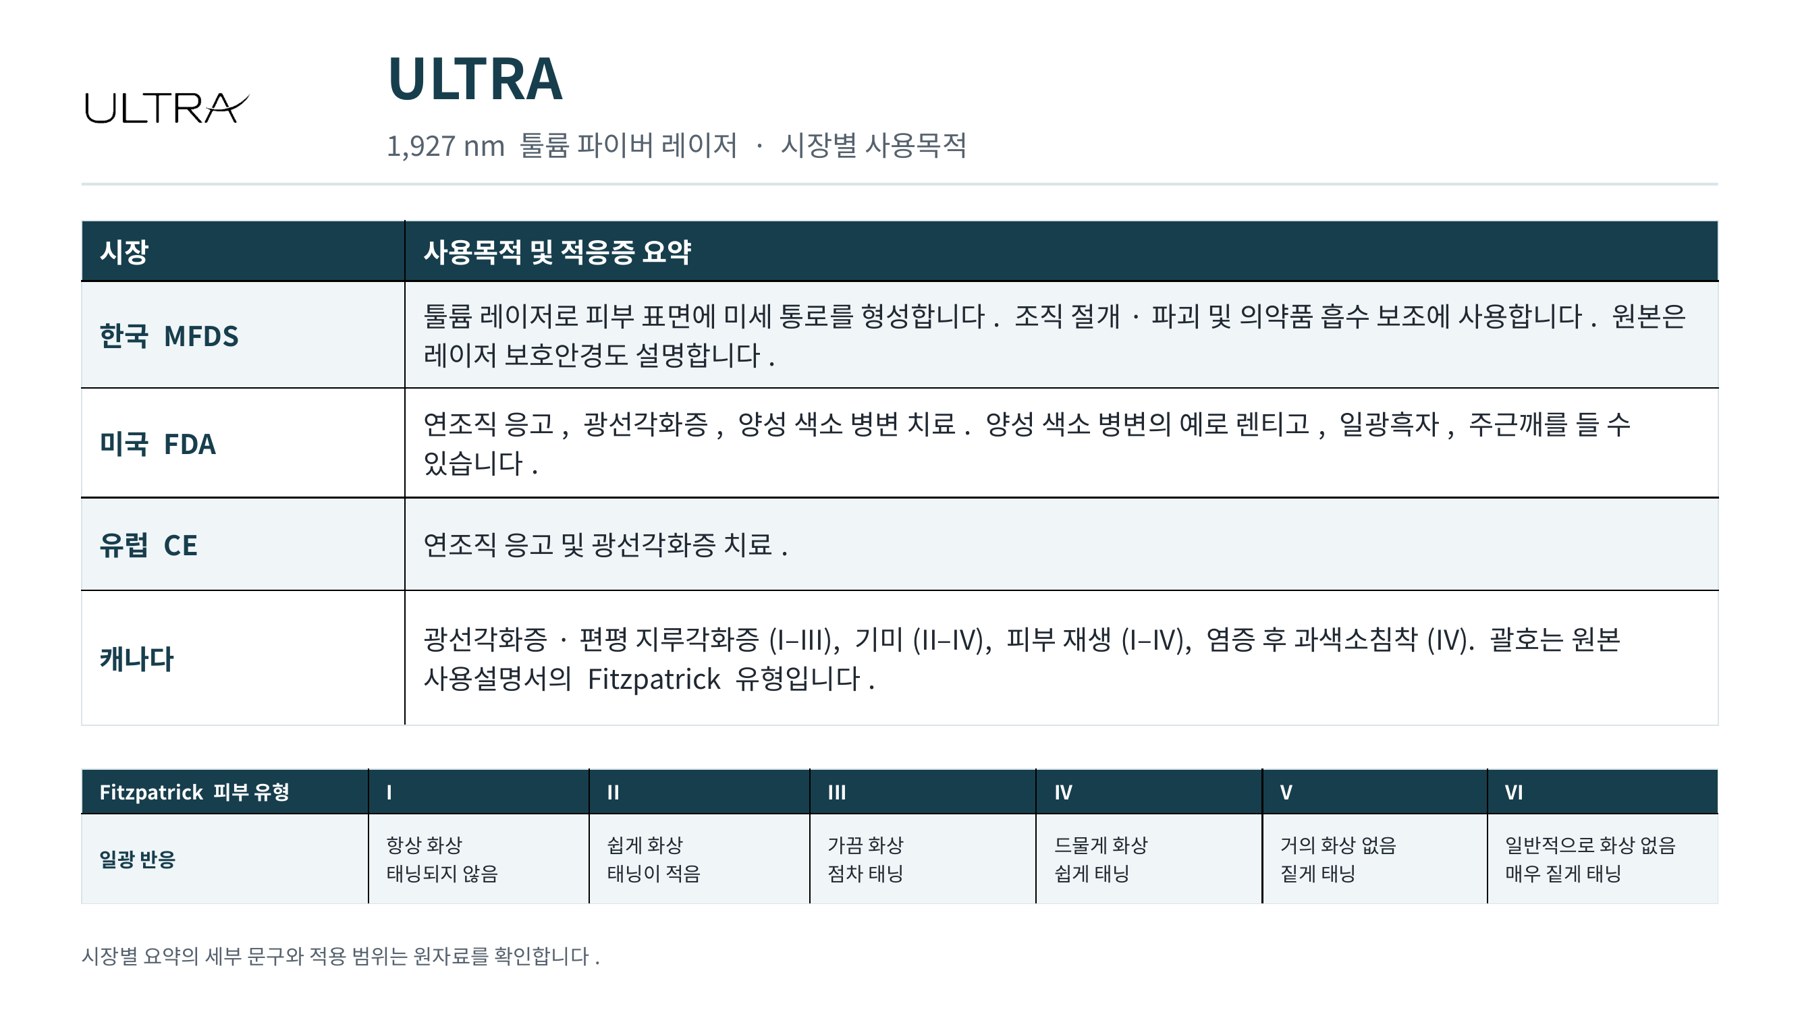 ULTRA
ULTRA
1,927 nm 툴륨 파이버 레이저 · 시장별 사용목적
시장
사용목적 및 적응증 요약
한국 MFDS
툴륨 레이저로 피부 표면에 미세 통로를 형성합니다 . 조직 절개 · 파괴 및 의약품 흡수 보조에 사용합니다 . 원본은
레이저 보호안경도 설명합니다 .
미국 FDA
연조직 응고 , 광선각화증 , 양성 색소 병변 치료 . 양성 색소 병변의 예로 렌티고 , 일광흑자 , 주근깨를 들 수
있습니다 .
유럽 CE
연조직 응고 및 광선각화증 치료 .
캐나다
광선각화증 · 편평 지루각화증 (I–III), 기미 (II–IV), 피부 재생 (I–IV), 염증 후 과색소침착 (IV). 괄호는 원본
사용설명서의 Fitzpatrick 유형입니다 .
Fitzpatrick 피부 유형
I
II
III
IV
V
VI
일광 반응
항상 화상
태닝되지 않음
쉽게 화상
태닝이 적음
가끔 화상
점차 태닝
드물게 화상
쉽게 태닝
거의 화상 없음
짙게 태닝
일반적으로 화상 없음
매우 짙게 태닝
시장별 요약의 세부 문구와 적용 범위는 원자료를 확인합니다 .